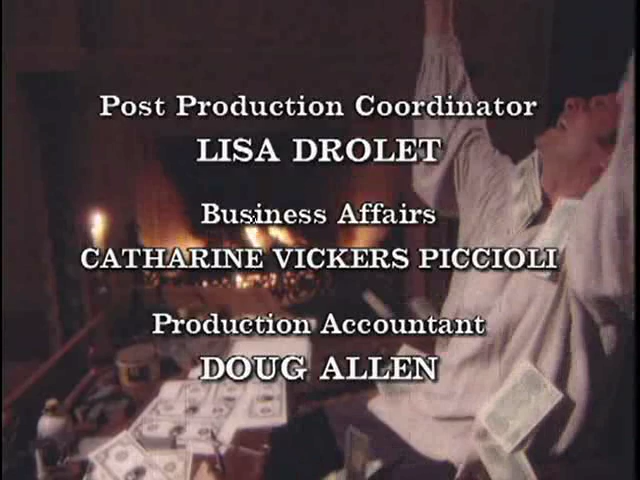 Post Production Coordinator
LISA DROLET
Business Affairs
CATHARINE VICKERS PICCIOLI
Production Accountant
DOUG ALLEN